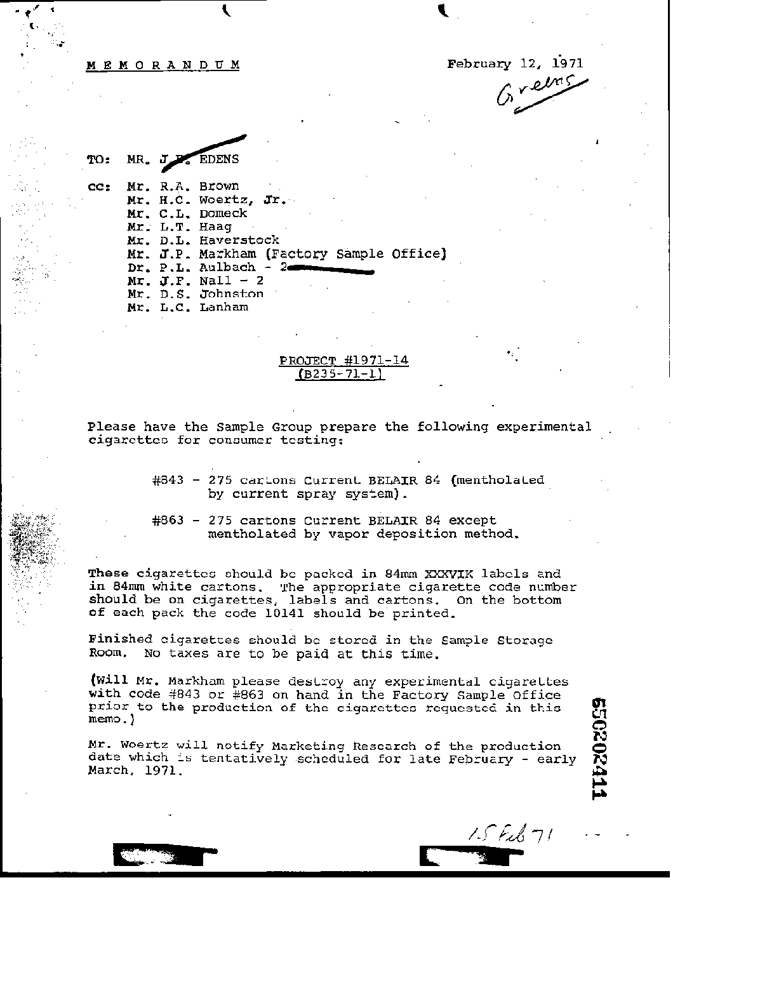 M E M O R A N D U M
February 12, 1971
Greens
TO: MR. J.E. EDENS
cc: Mr. R.A. Brown
Mr. H.C. Woertz, Jr.
Mr. C.L. Domeck
Mr. L.T. Haag
Mr. D.L. Haverstock
Mr. J.P. Markham (Factory Sample Office)
Dr. P.L. Aulbach - 2
Mr. J.F. Nall - 2
Mr. D.S. Johnston
Mr. L.C. Lanham
PROJECT #1971-14
(B235-71-1)
Please have the Sample Group prepare the following experimental
cigarettes for consumer testing:
#843 - 275 cartons Current BELAIR 84 (mentholated
by current spray system).
#863 - 275 cartons Current BELAIR 84 except
mentholated by vapor deposition method.
These cigarettes should be packed in 84mm XXXVIK labels and
in 84mm white cartons. The appropriate cigarette code number
should be on cigarettes, labels and cartons. On the bottom
of each pack the code 10141 should be printed.
Finished cigarettes should be stored in the Sample Storage
Room. No taxes are to be paid at this time.
(Will Mr. Markham please destroy any experimental cigarettes
with code #843 or #863 on hand in the Factory Sample Office
prior to the production of the cigarettes requested in this
memo.)
Mr. Woertz will notify Marketing Research of the production
date which is tentatively scheduled for late February - early
March, 1971.
650202411
15 Feb 71